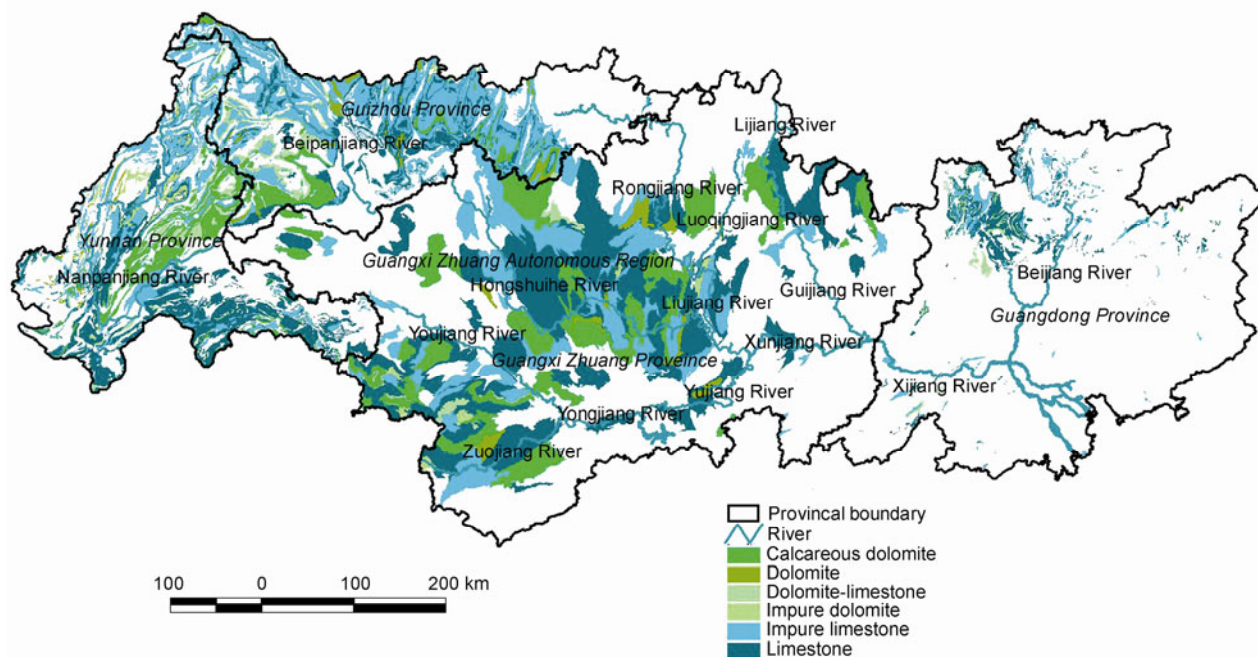 Guizhou Province
Beipanjiang River
Lijiang River
Rongjiang River
Luoqingjiang River
Yunnan Province
Guangxi Zhuang Autonomous Region
Nanpanjiang River
Hongshuihe River
Beijiang River
Liujiang River
Guijiang River
Guangdong Province
Youjiang River
Xunjiang River
Guangxi Zhuang Proveince
Yujiang River
Xijiang River
Yongjiang River
Zuojiang River
Provincal boundary
River
Calcareous dolomite
Dolomite
Dolomite-limestone
Impure dolomite
Impure limestone
Limestone
100 0 100 200 km